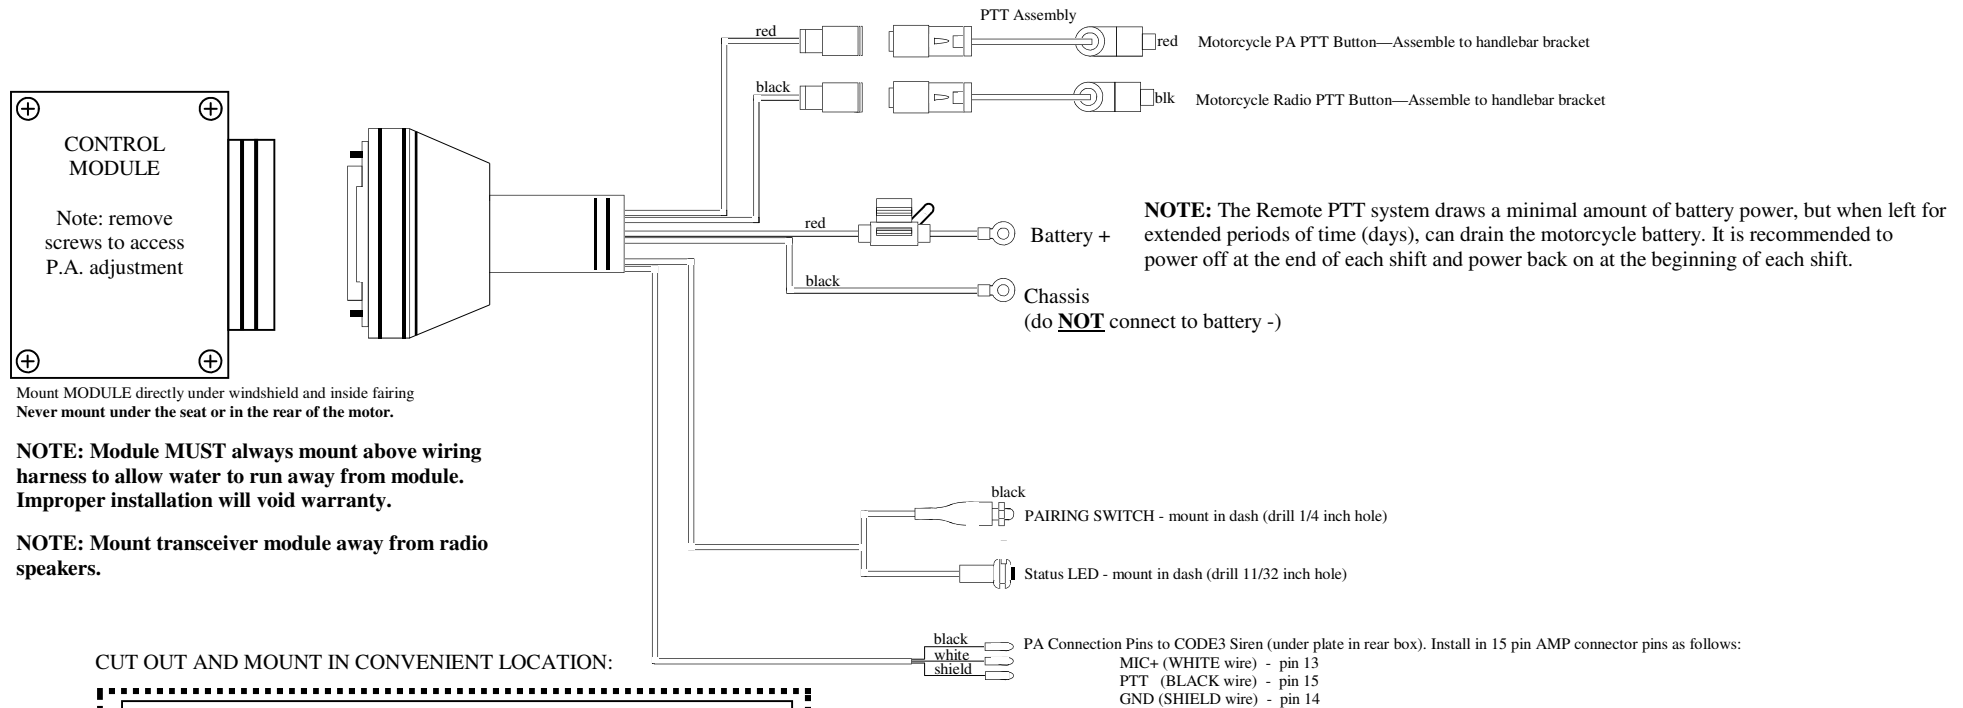 PTT Assembly
red
red
Motorcycle PA PTT Button—Assemble to handlebar bracket
black
blk
Motorcycle Radio PTT Button—Assemble to handlebar bracket
CONTROL
MODULE
Note: remove
screws to access
P.A. adjustment
red
Battery +
NOTE: The Remote PTT system draws a minimal amount of battery power, but when left for
extended periods of time (days), can drain the motorcycle battery. It is recommended to
power off at the end of each shift and power back on at the beginning of each shift.
black
Chassis
(do NOT connect to battery -)
Mount MODULE directly under windshield and inside fairing
Never mount under the seat or in the rear of the motor.
NOTE: Module MUST always mount above wiring
harness to allow water to run away from module.
Improper installation will void warranty.
NOTE: Mount transceiver module away from radio
speakers.
black
PAIRING SWITCH - mount in dash (drill 1/4 inch hole)
Status LED - mount in dash (drill 11/32 inch hole)
black
white
shield
PA Connection Pins to CODE3 Siren (under plate in rear box). Install in 15 pin AMP connector pins as follows:
MIC+ (WHITE wire) - pin 13
PTT (BLACK wire) - pin 15
GND (SHIELD wire) - pin 14
CUT OUT AND MOUNT IN CONVENIENT LOCATION: